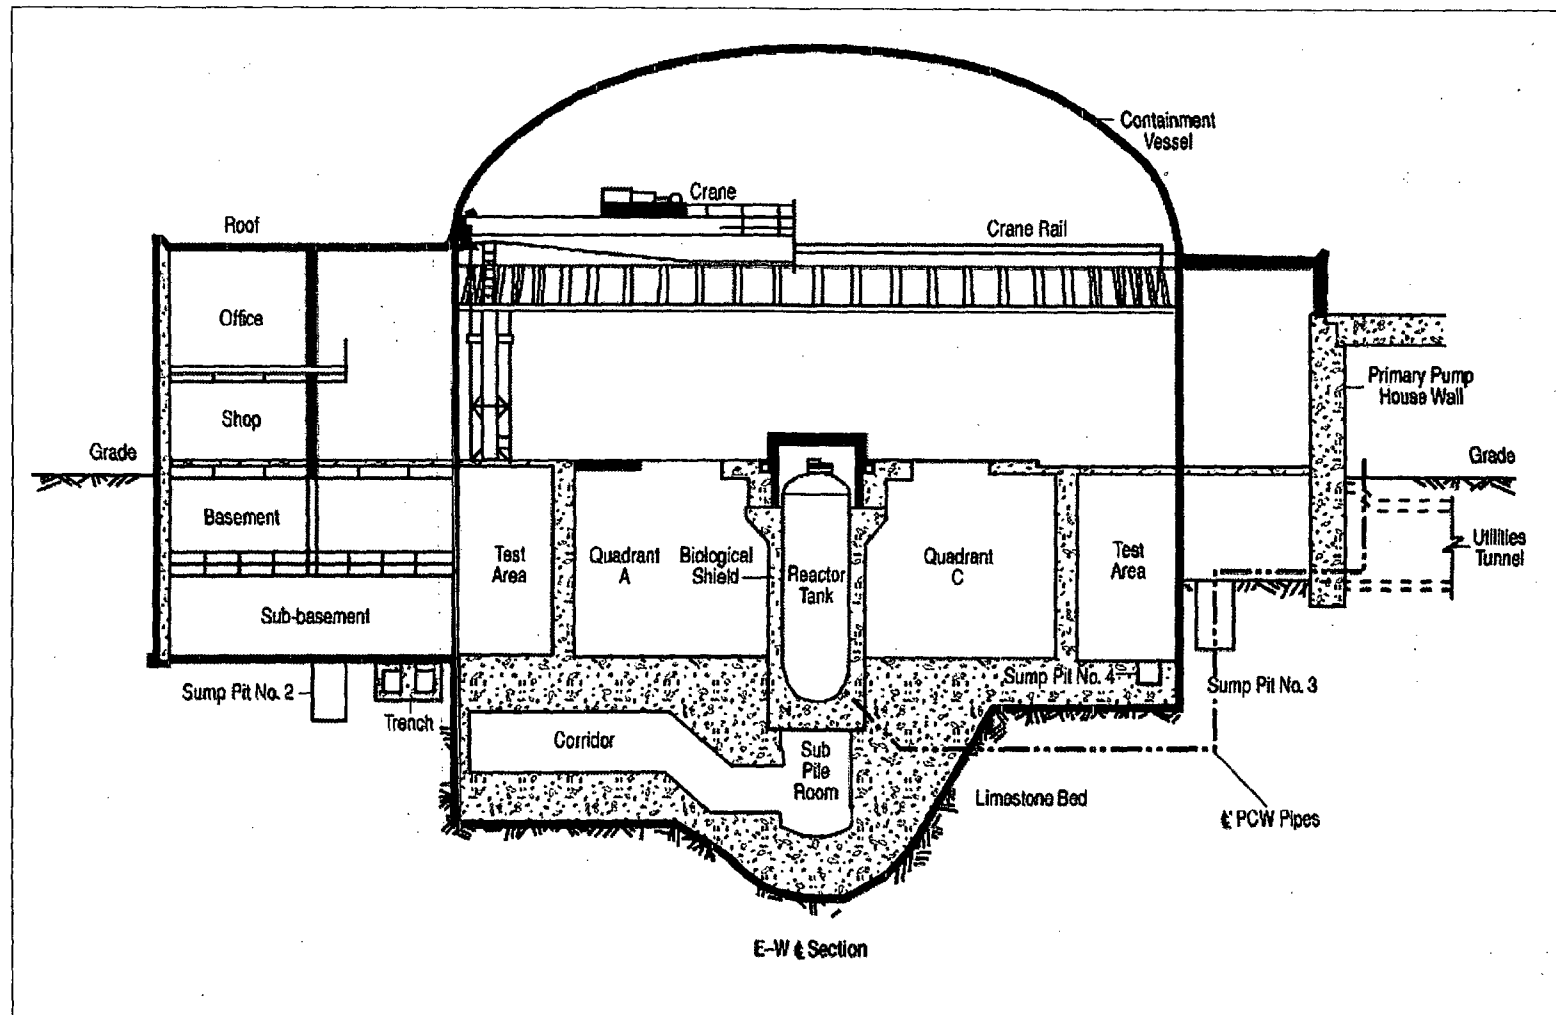 Containment
Vessel
Crane
Roof
Crane Rail
Office
Primary Pump
House Wall
Shop
Grade
Grade
Basement
Test
Area
Quadrant
A
Biological
Shield
Reactor
Tank
Quadrant
C
Test
Area
Utilities
Tunnel
Sub-basement
Sump Pit No. 2
Trench
Sump Pit No. 4
Sump Pit No. 3
Corridor
Sub
Pile
Room
Limestone Bed
℄ PCW Pipes
E-W ℄ Section